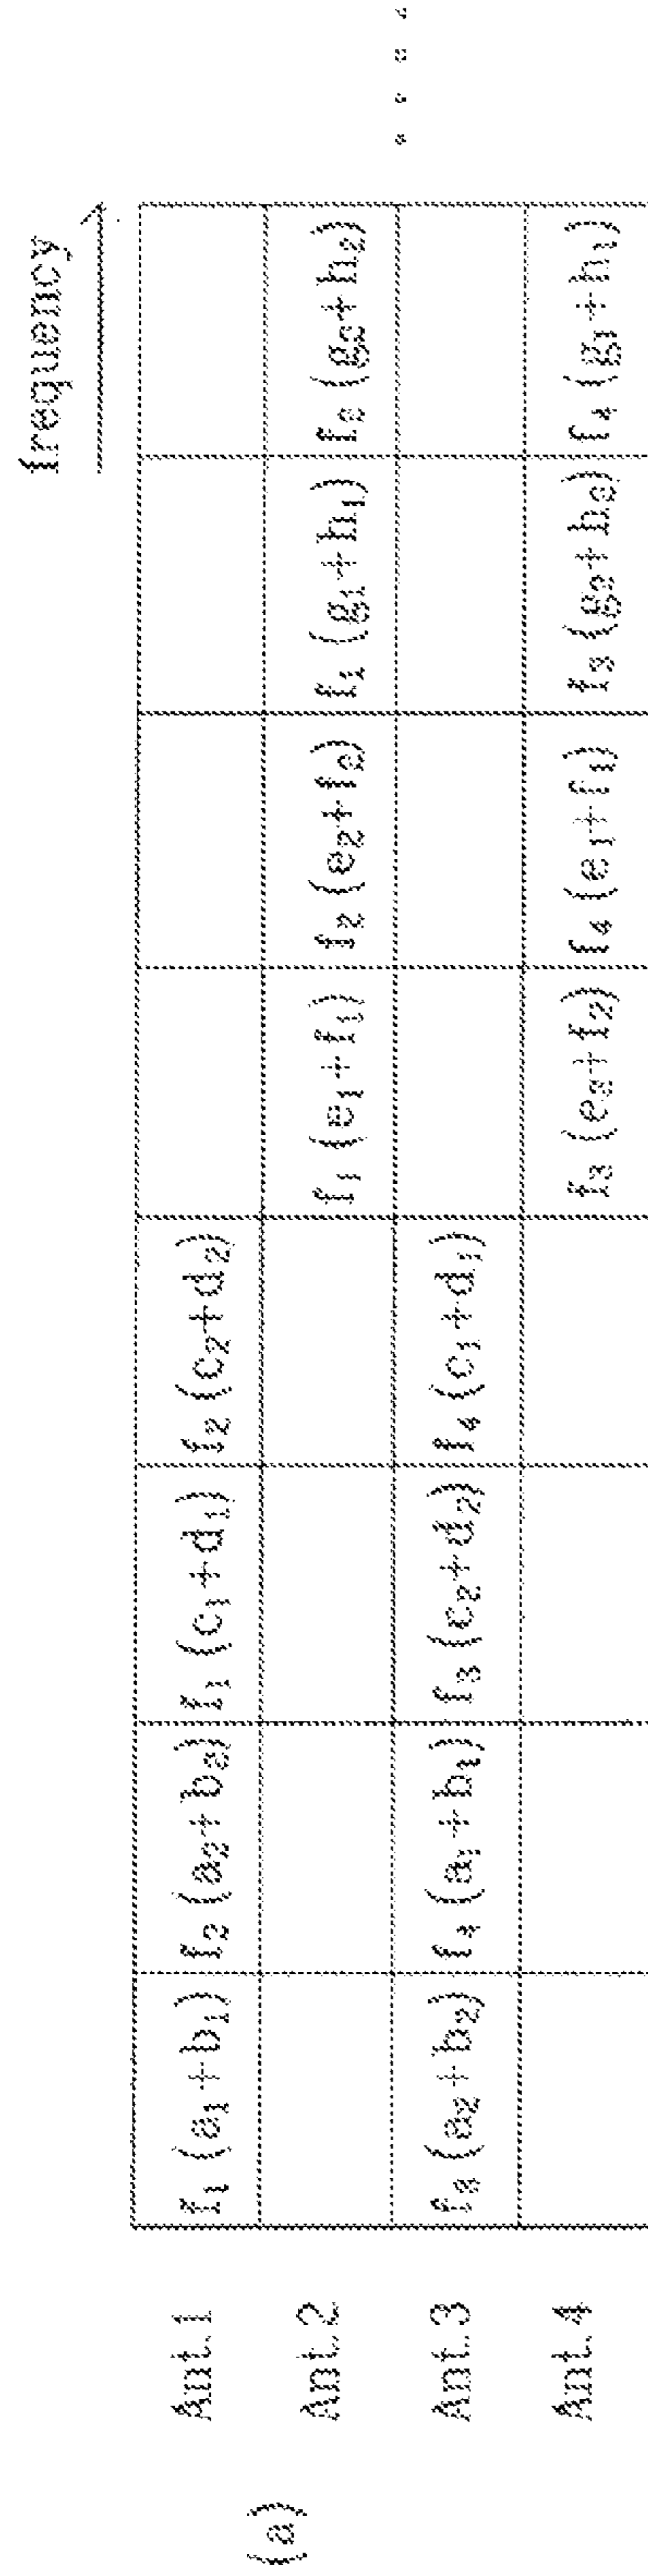 frequency
Ant.1 f₁(a₁+b₁) f₂(a₂+b₂) f₁(c₁+d₁) f₂(c₂+d₂)
Ant.2 f₁(e₁+f₁) f₂(e₂+f₂) f₁(g₁+h₁) f₂(g₂+h₂)
(a)
Ant.3 f₃(a₂+b₂) f₄(a₁+b₁) f₃(c₂+d₂) f₄(c₁+d₁)
Ant.4 f₃(e₂+f₂) f₄(e₁+f₁) f₃(g₂+h₂) f₄(g₁+h₁)